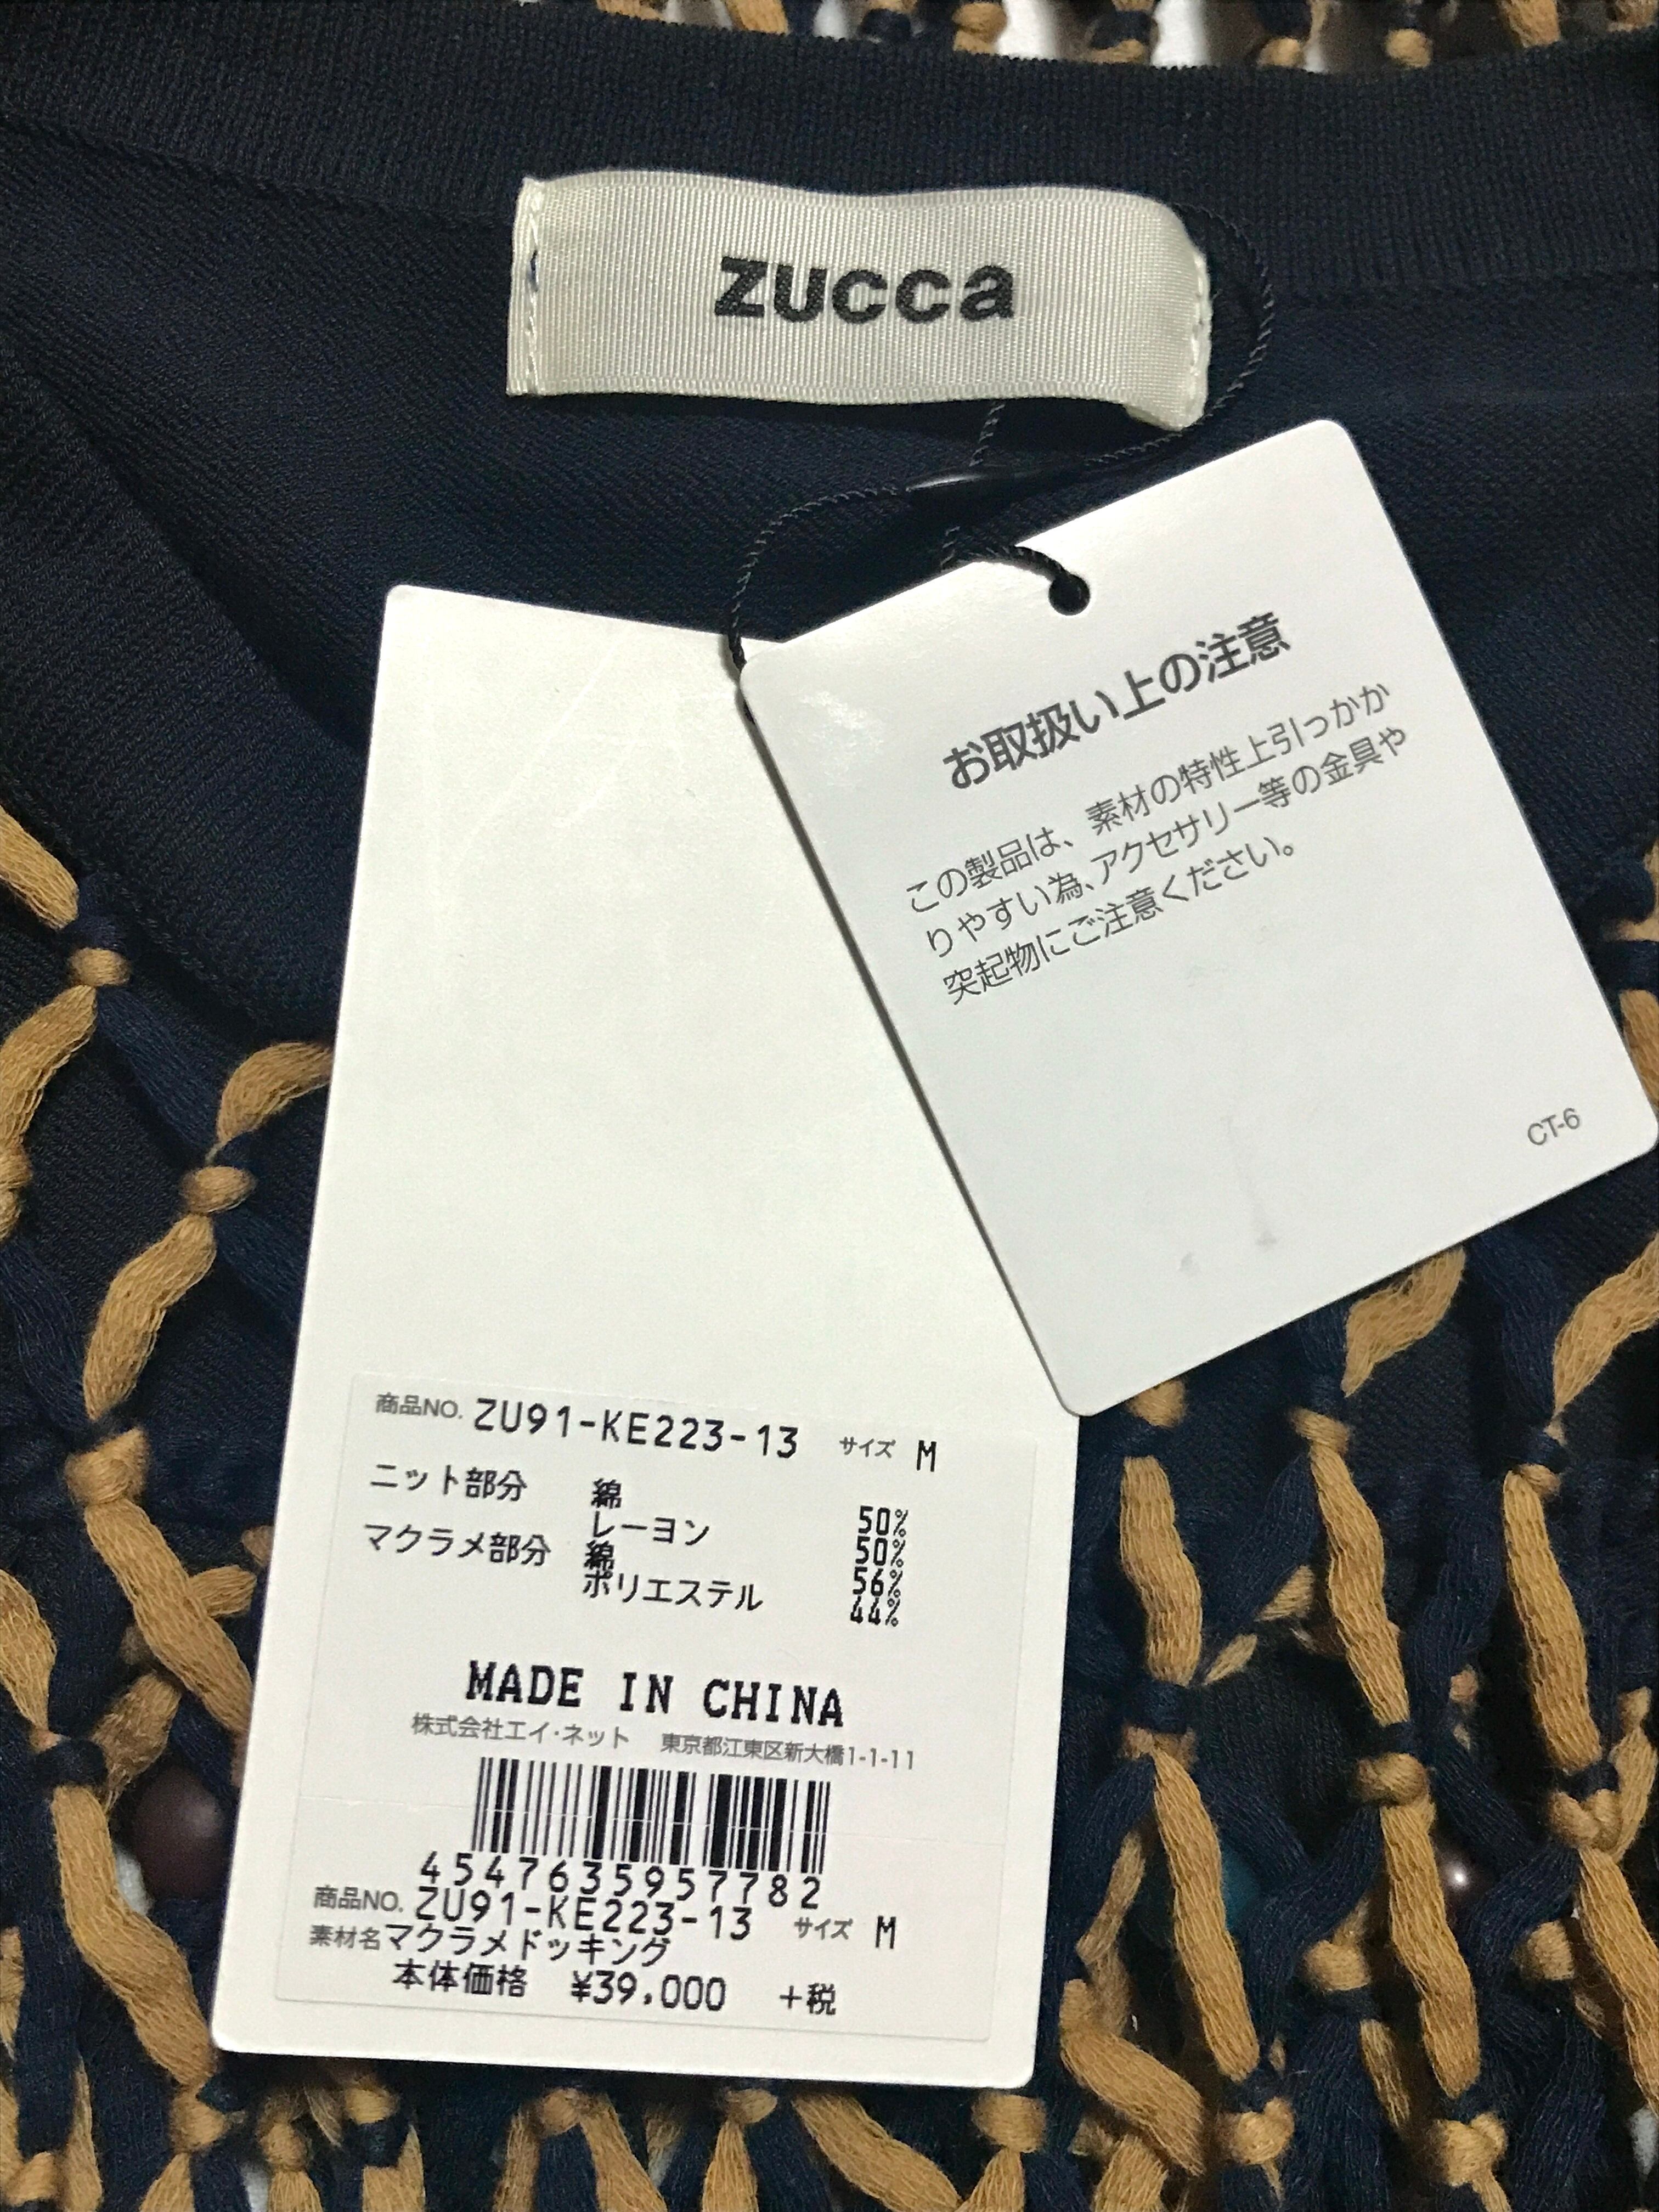 zucca
お取扱い上の注意
この製品は、素材の特性上引っかか
りやすい為、アクセサリー等の金具や
突起物にご注意ください。
CT-6
商品NO. ZU91-KE223-13 サイズ M
ニット部分 綿 50%
レーヨン 50%
マクラメ部分 綿 56%
ポリエステル 44%
MADE IN CHINA
株式会社エイ・ネット 東京都江東区新大橋1-1-11
4547635957782
商品NO. ZU91-KE223-13 サイズ M
素材名マクラメドッキング
本体価格 ¥39,000 +税